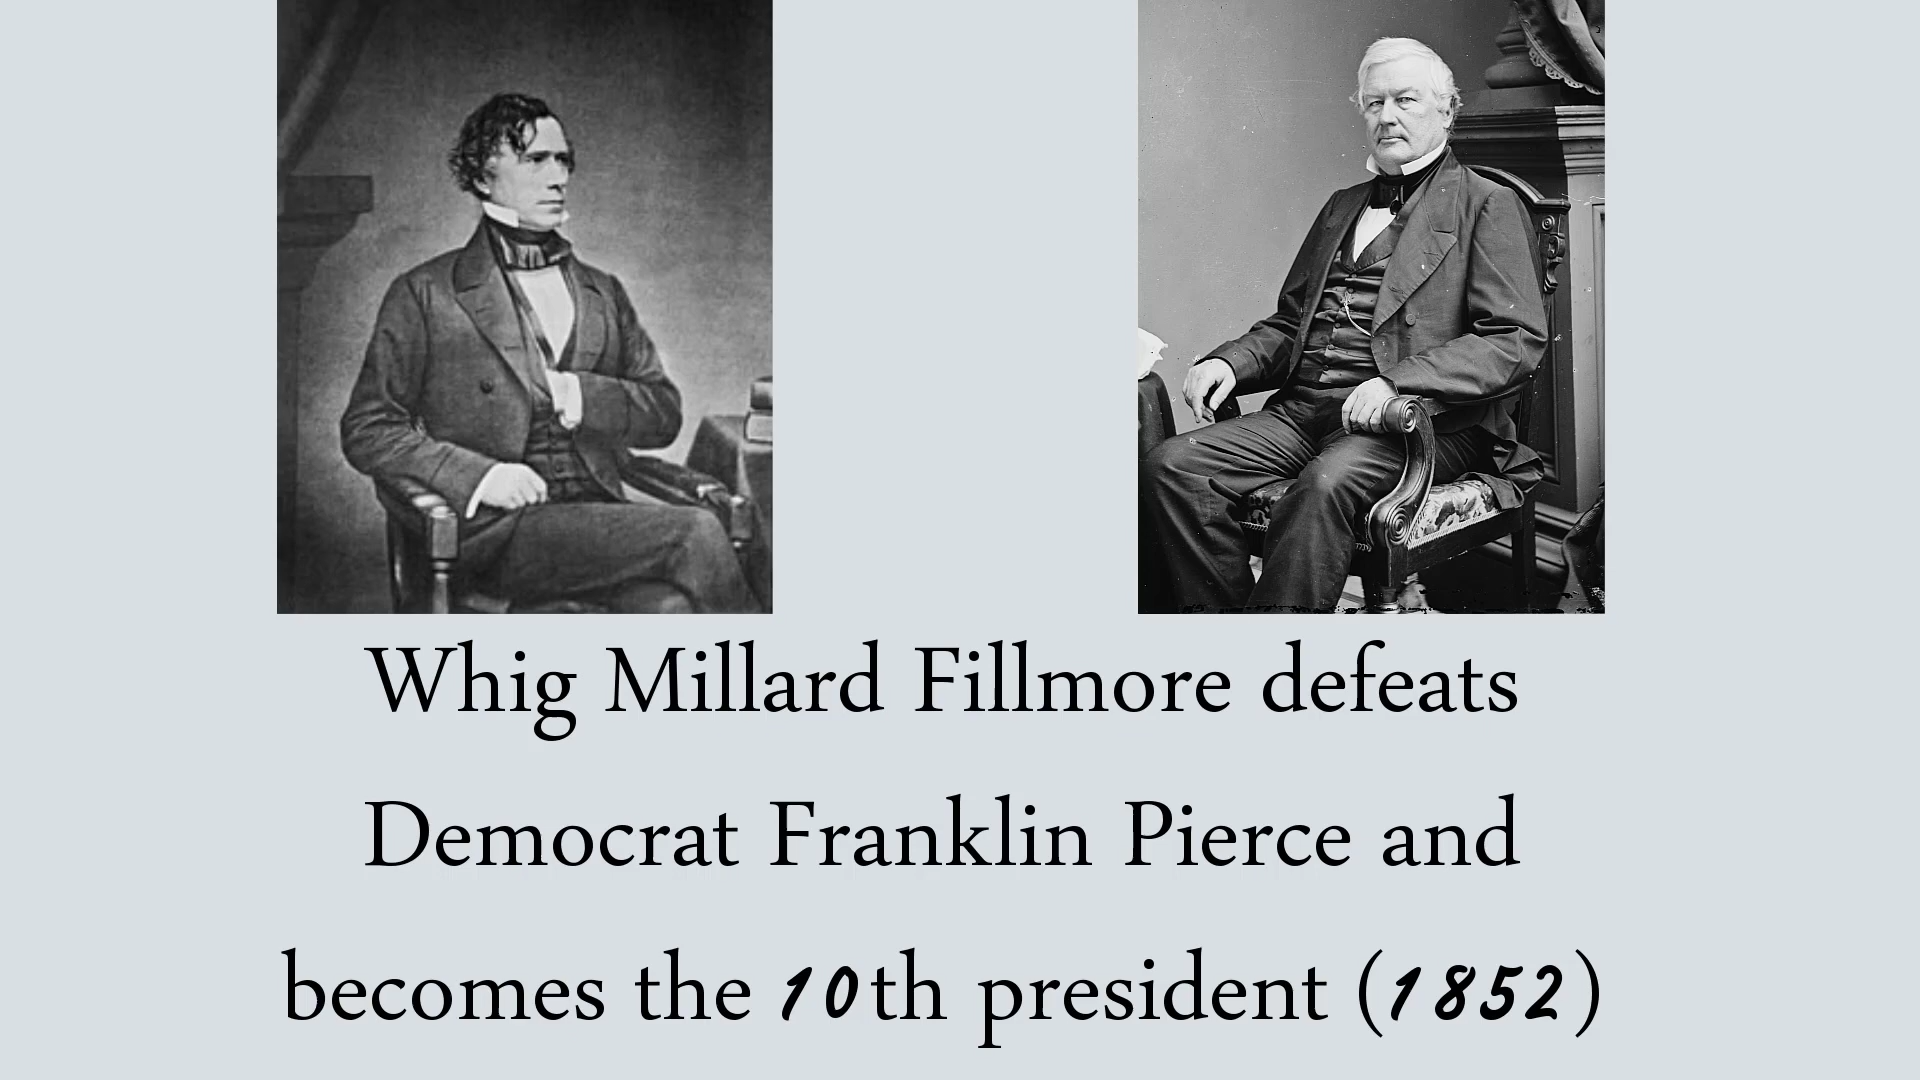 Whig Millard Fillmore defeats
Democrat Franklin Pierce and
becomes the 10th president (1852)